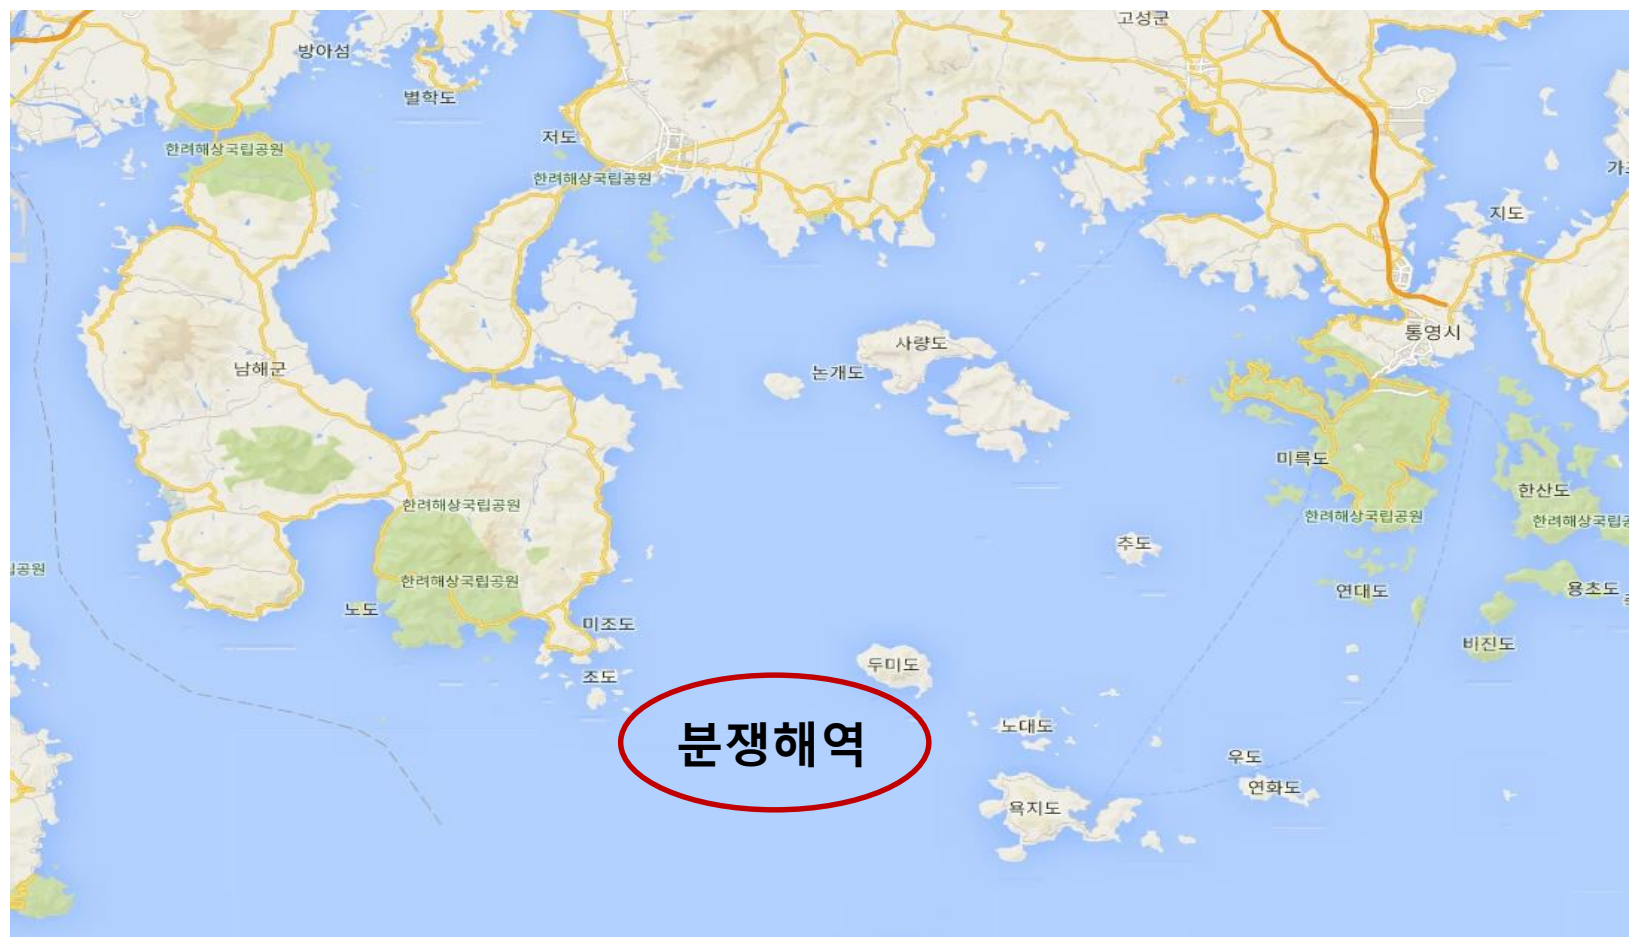 고성군
방아섬
별학도
저도
한려해상국립공원
한려해상국립공원
지도
통영시
사량도
논개도
남해군
미륵도
한산도
한려해상국립공원
한려해상국립공원
한려해상국립공
추도
한려해상국립공원
연대도
용초도
노도
미조도
비진도
두미도
조도
노대도
분쟁해역
우도
연화도
욕지도